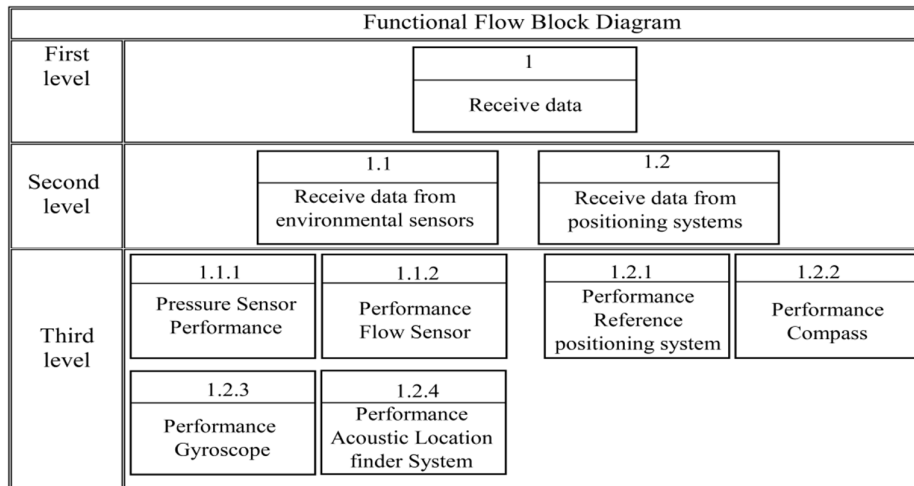 Functional Flow Block Diagram
First
level
1
Receive data
Second
level
1.1
Receive data from
environmental sensors
1.2
Receive data from
positioning systems
Third
level
1.1.1
Pressure Sensor
Performance
1.1.2
Performance
Flow Sensor
1.2.1
Performance
Reference
positioning system
1.2.2
Performance
Compass
1.2.3
Performance
Gyroscope
1.2.4
Performance
Acoustic Location
finder System